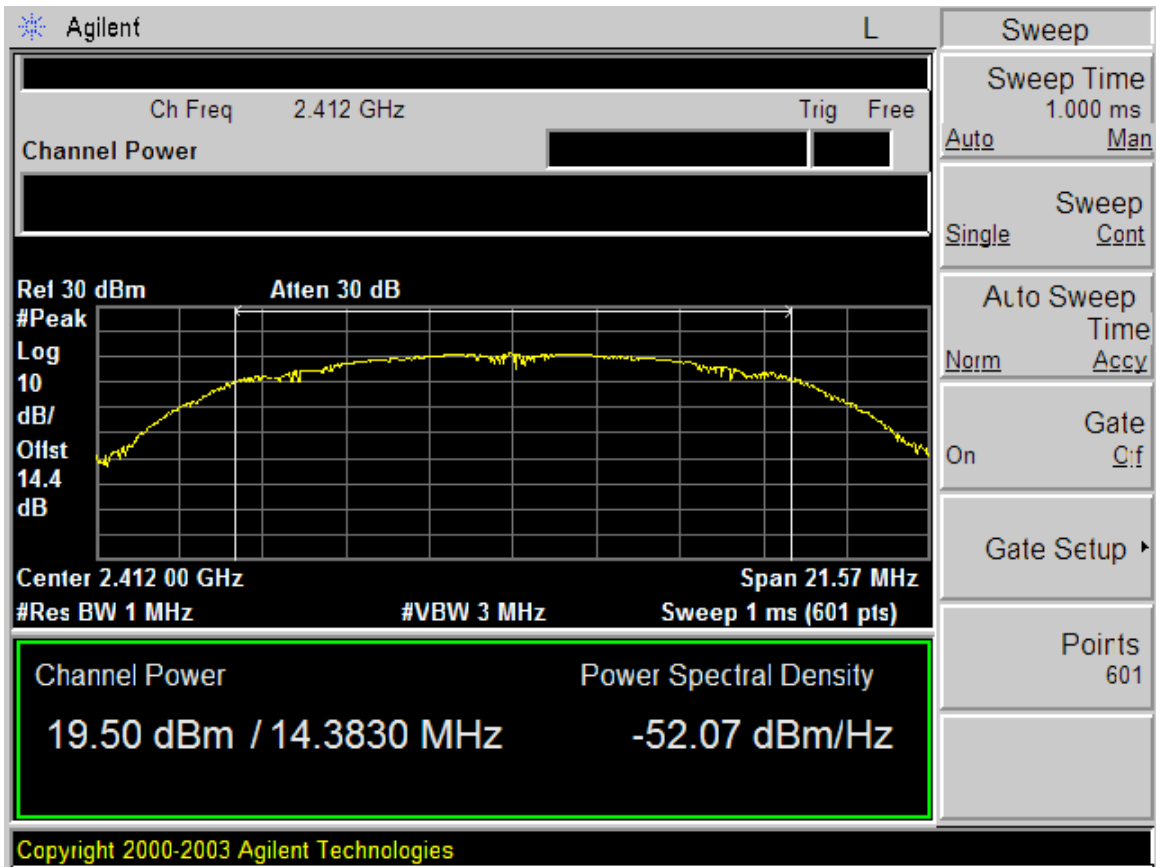 Agilent L
Sweep
Ch Freq 2.412 GHz Trig Free
Channel Power
Sweep Time
1.000 ms
Auto Man
Sweep
Single Cont
Auto Sweep
Time
Norm Accy
Gate
On Off
Gate Setup
Points
601
Ref 30 dBm Atten 30 dB
#Peak
Log
10
dB/
Offst
14.4
dB
Center 2.412 00 GHz Span 21.57 MHz
#Res BW 1 MHz #VBW 3 MHz Sweep 1 ms (601 pts)
Channel Power Power Spectral Density
19.50 dBm / 14.3830 MHz -52.07 dBm/Hz
Copyright 2000-2003 Agilent Technologies